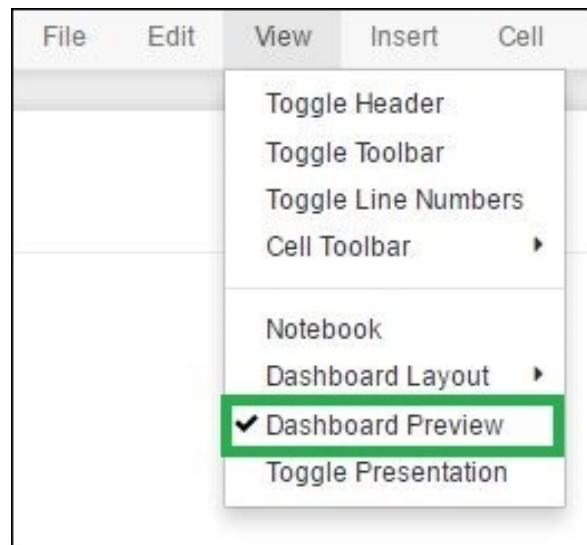 File Edit View Insert Cell
Toggle Header
Toggle Toolbar
Toggle Line Numbers
Cell Toolbar
Notebook
Dashboard Layout
Dashboard Preview
Toggle Presentation